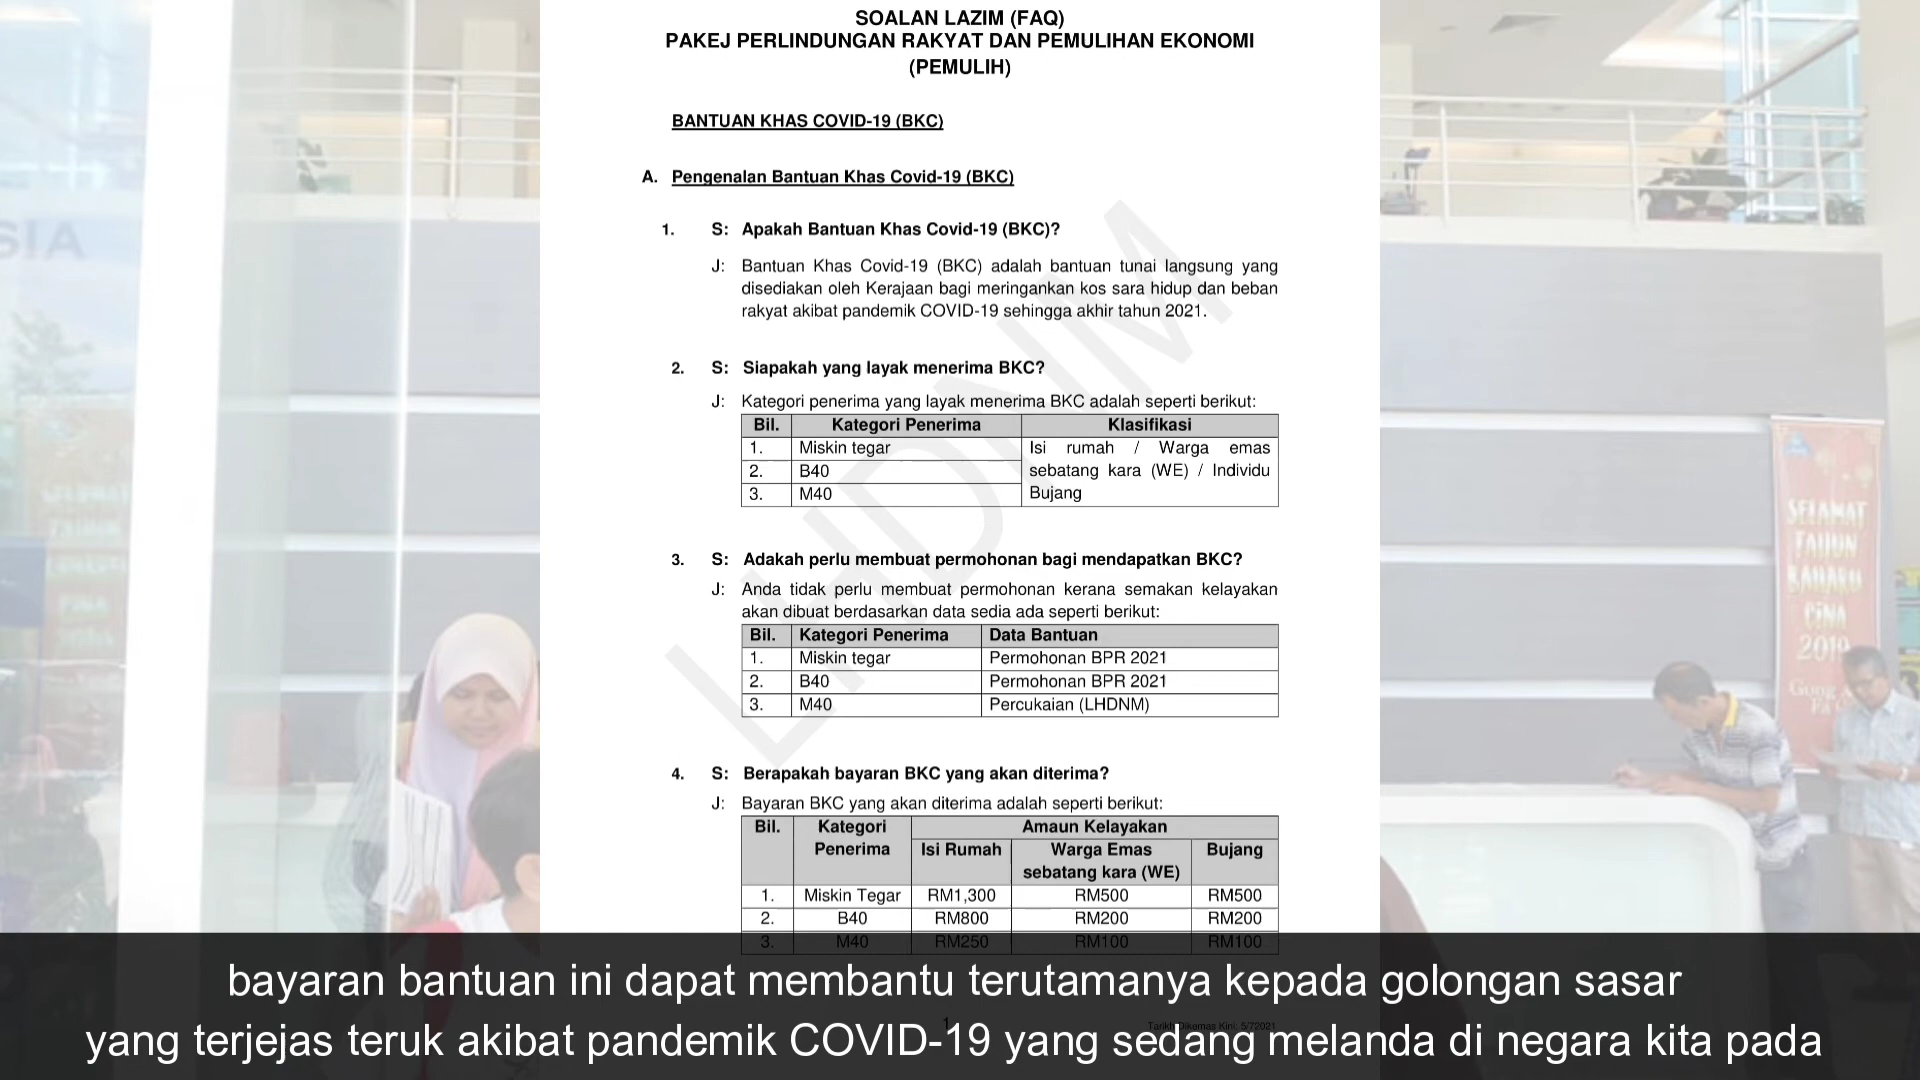 SOALAN LAZIM (FAQ)
PAKEJ PERLINDUNGAN RAKYAT DAN PEMULIHAN EKONOMI
(PEMULIH)
BANTUAN KHAS COVID-19 (BKC)
A. Pengenalan Bantuan Khas Covid-19 (BKC)
1. S: Apakah Bantuan Khas Covid-19 (BKC)?
J: Bantuan Khas Covid-19 (BKC) adalah bantuan tunai langsung yang
disediakan oleh Kerajaan bagi meringankan kos sara hidup dan beban
rakyat akibat pandemik COVID-19 sehingga akhir tahun 2021.
2. S: Siapakah yang layak menerima BKC?
J: Kategori penerima yang layak menerima BKC adalah seperti berikut:
Bil. Kategori Penerima Klasifikasi
1. Miskin tegar Isi rumah / Warga emas
2. B40 sebatang kara (WE) / Individu
3. M40 Bujang
3. S: Adakah perlu membuat permohonan bagi mendapatkan BKC?
J: Anda tidak perlu membuat permohonan kerana semakan kelayakan
akan dibuat berdasarkan data sedia ada seperti berikut:
Bil. Kategori Penerima Data Bantuan
1. Miskin tegar Permohonan BPR 2021
2. B40 Permohonan BPR 2021
3. M40 Percukaian (LHDNM)
4. S: Berapakah bayaran BKC yang akan diterima?
J: Bayaran BKC yang akan diterima adalah seperti berikut:
Bil. Kategori Amaun Kelayakan
Penerima Isi Rumah Warga Emas Bujang
sebatang kara (WE)
1. Miskin Tegar RM1,300 RM500 RM500
2. B40 RM800 RM200 RM200
3. M40 RM250 RM100 RM100
LHDNM
SIA
SELAMAT
TAHUN
BAHARU
CINA
2019
bayaran bantuan ini dapat membantu terutamanya kepada golongan sasar
yang terjejas teruk akibat pandemik COVID-19 yang sedang melanda di negara kita pada